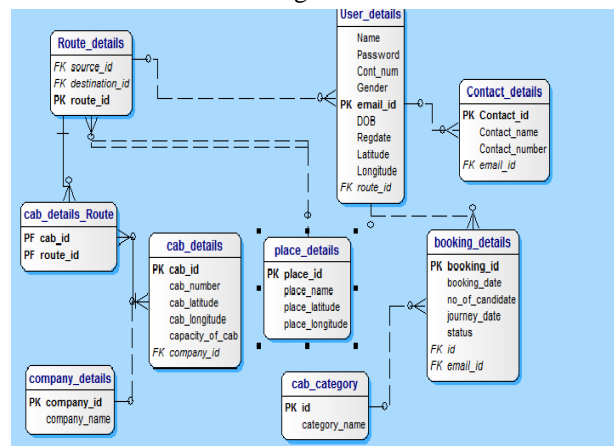 Route_details
FK source_id
FK destination_id
PK route_id
User_details
Name
Password
Cont_num
Gender
PK email_id
DOB
Regdate
Latitude
Longitude
FK route_id
Contact_details
PK Contact_id
Contact_name
Contact_number
FK email_id
cab_details_Route
PF cab_id
PF route_id
cab_details
PK cab_id
cab_number
cab_latitude
cab_longitude
capacity_of_cab
FK company_id
place_details
PK place_id
place_name
place_latitude
place_longitude
booking_details
PK booking_id
booking_date
no_of_candidate
journey_date
status
FK id
FK email_id
company_details
PK company_id
company_name
cab_category
PK id
category_name